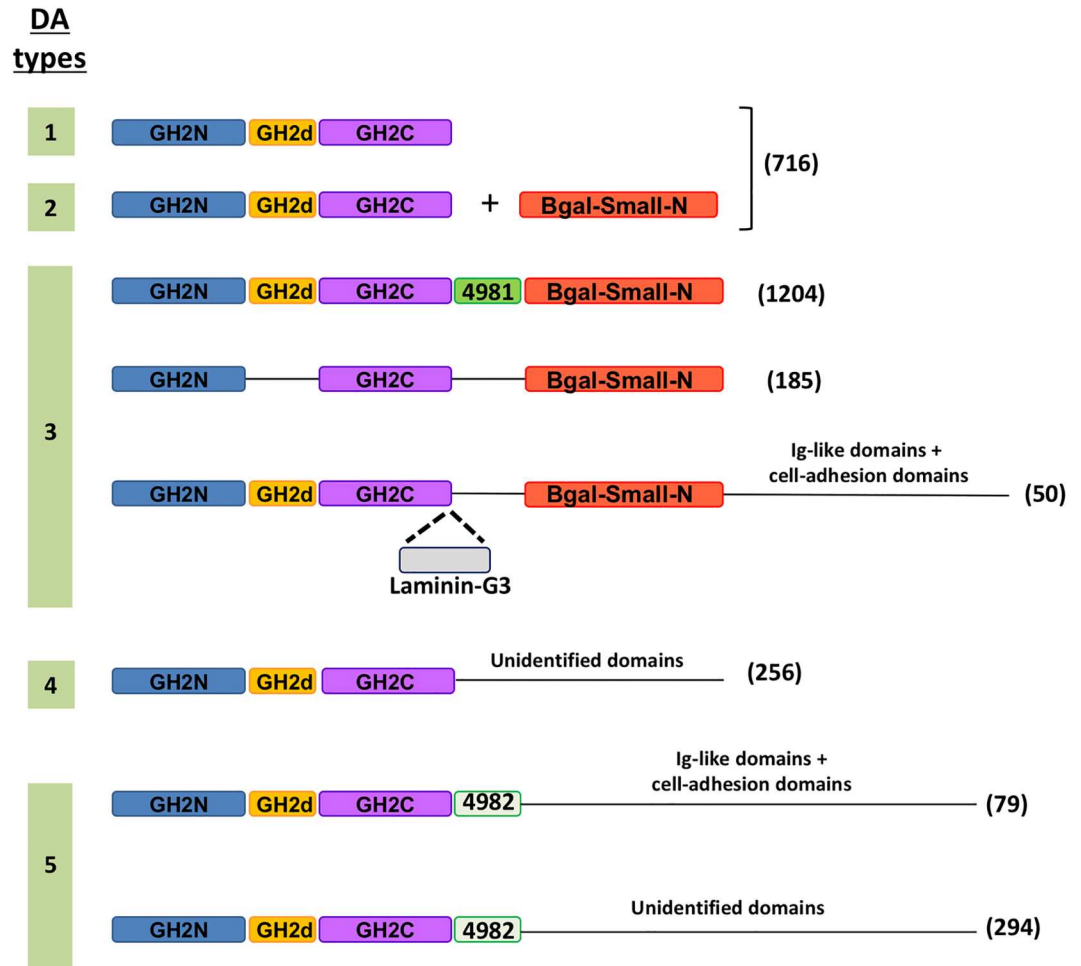 DA
types
1
GH2N GH2d GH2C
(716)
2
GH2N GH2d GH2C + Bgal-Small-N
3
GH2N GH2d GH2C 4981 Bgal-Small-N (1204)
GH2N GH2C Bgal-Small-N (185)
Ig-like domains +
cell-adhesion domains
GH2N GH2d GH2C Bgal-Small-N (50)
Laminin-G3
4
Unidentified domains
GH2N GH2d GH2C (256)
5
Ig-like domains +
cell-adhesion domains
GH2N GH2d GH2C 4982 (79)
Unidentified domains
GH2N GH2d GH2C 4982 (294)